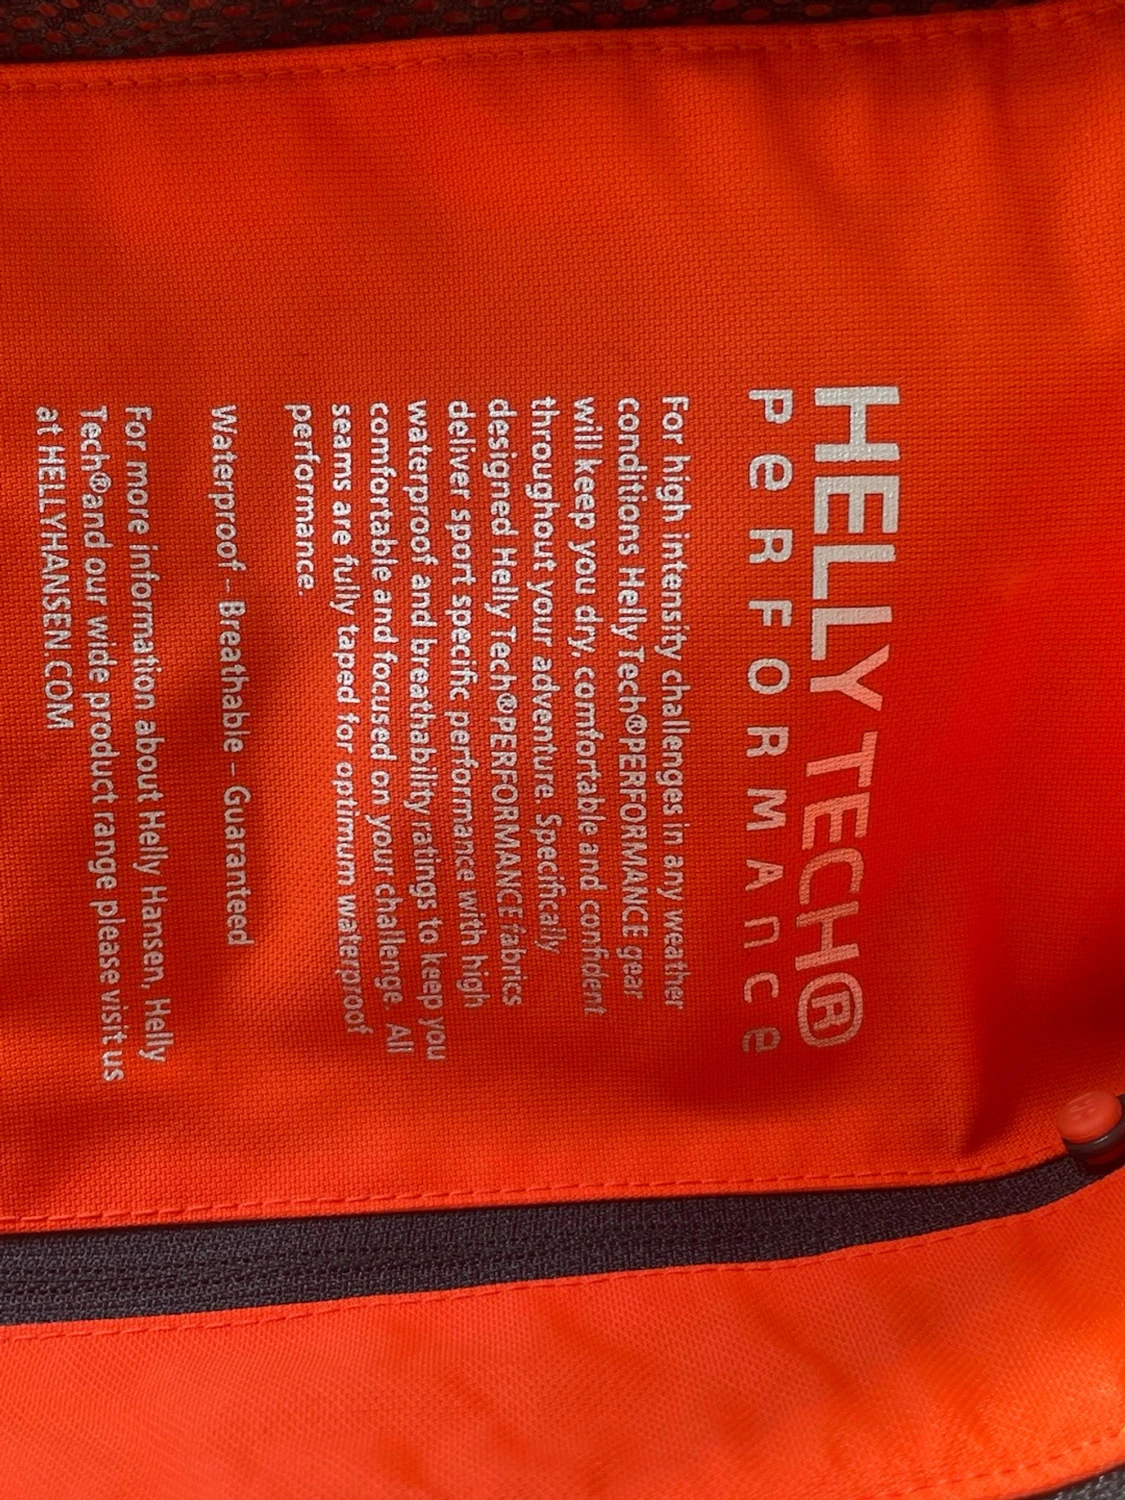 HELLY TECH®
PeRFORMAnce
For high intensity challenges in any weather
conditions Helly Tech®PERFORMANCE gear
will keep you dry, comfortable and confident
throughout your adventure. Specifically
designed Helly Tech®PERFORMANCE fabrics
deliver sport specific performance with high
waterproof and breathability ratings to keep you
comfortable and focused on your challenge. All
seams are fully taped for optimum waterproof
performance.
Waterproof – Breathable – Guaranteed
For more information about Helly Hansen, Helly
Tech®and our wide product range please visit us
at HELLYHANSEN.COM